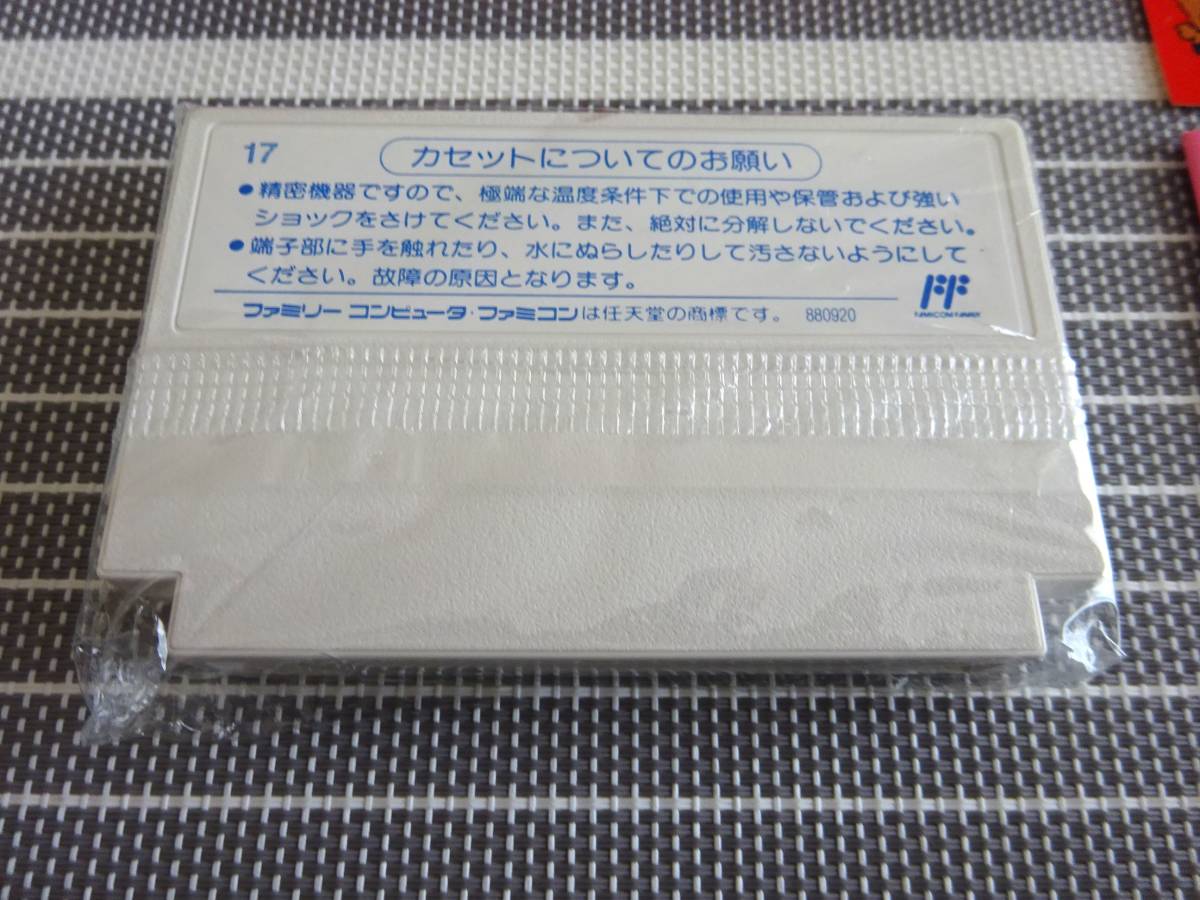 17
カセットについてのお願い
●精密機器ですので、極端な温度条件下での使用や保管および強い
ショックをさけてください。また、絶対に分解しないでください。
●端子部に手を触れたり、水にぬらしたりして汚さないようにして
ください。故障の原因となります。
FF
FAMICOM FAMILY
ファミリー コンピュータ・ファミコンは任天堂の商標です。 880920